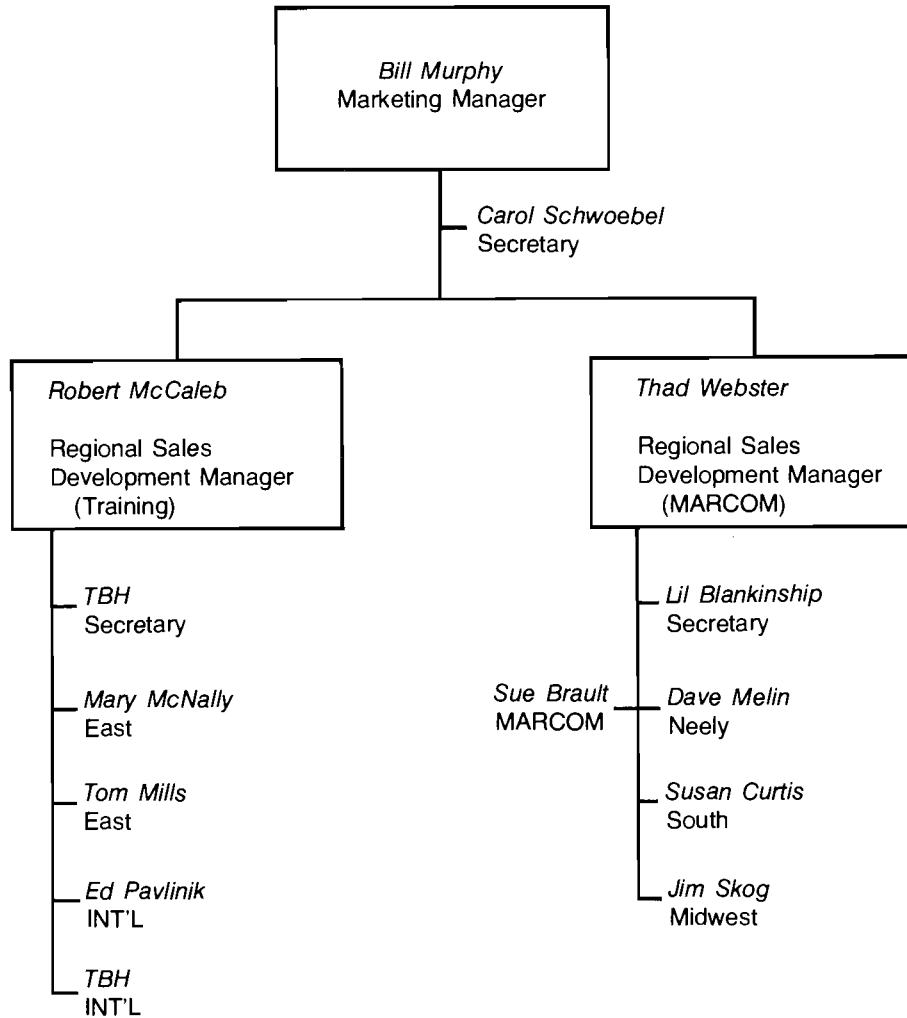 Bill Murphy
Marketing Manager
Carol Schwoebel
Secretary
Robert McCaleb
Regional Sales
Development Manager
(Training)
TBH
Secretary
Mary McNally
East
Tom Mills
East
Ed Pavlinik
INT'L
TBH
INT'L
Thad Webster
Regional Sales
Development Manager
(MARCOM)
Lil Blankinship
Secretary
Sue Brault
MARCOM
Dave Melin
Neely
Susan Curtis
South
Jim Skog
Midwest